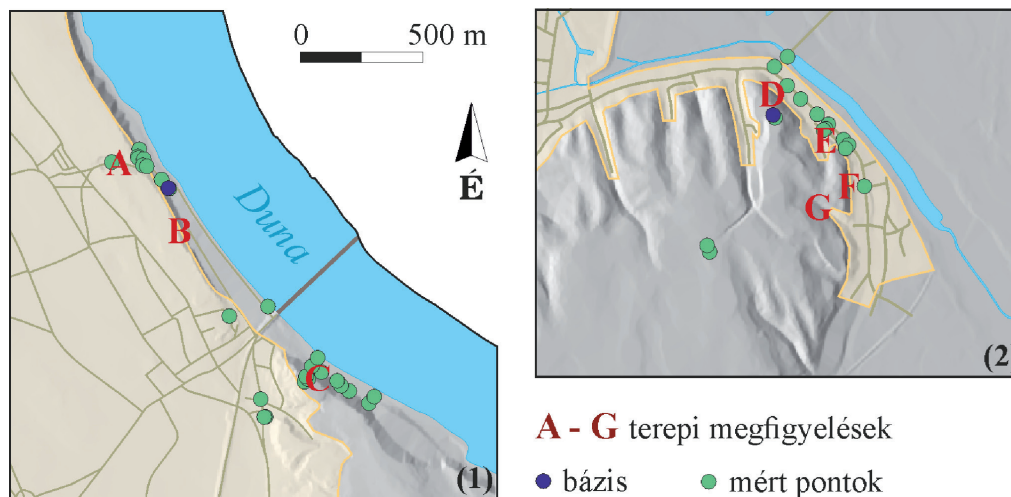 0 500 m
É
A
B
Duna
C
(1)
D
E
F
G
(2
A - G terepi megfigyelések
bázis mért pontok